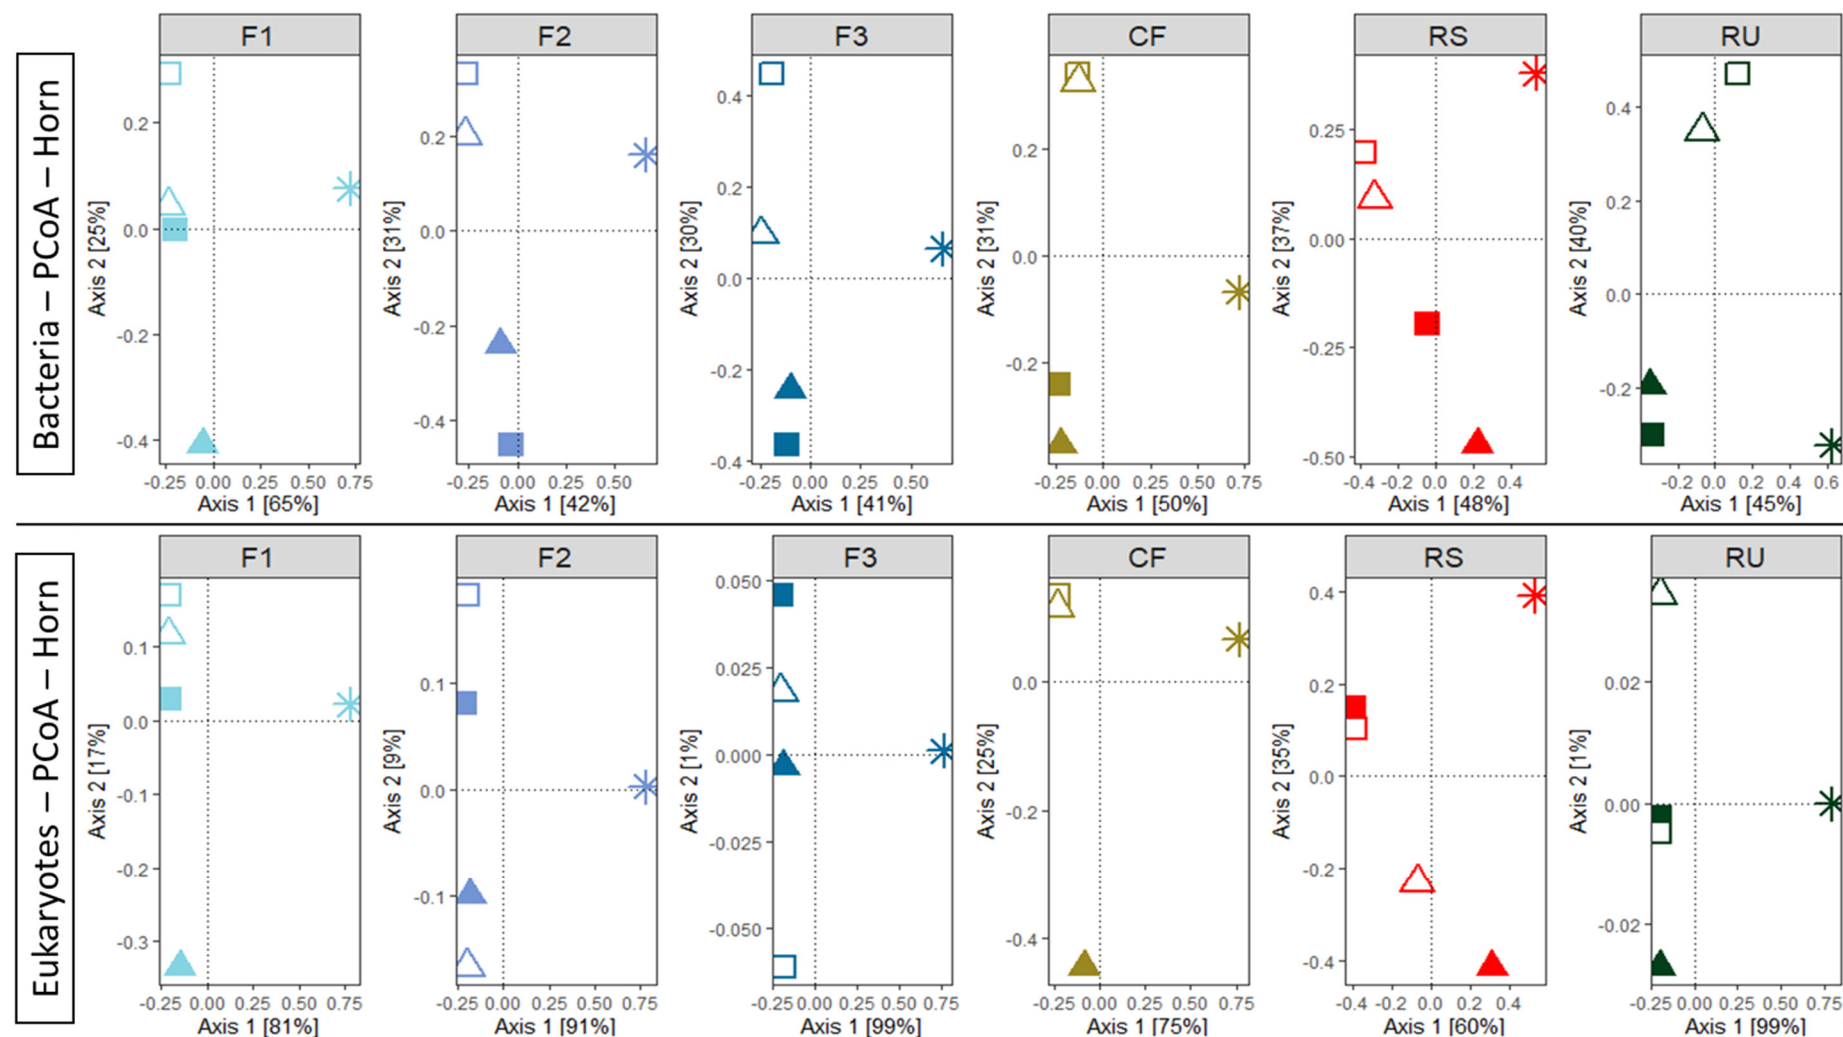 Bacteria – PCoA – Horn
F1 F2 F3 CF RS RU
Axis 2 [25%]
0.2
0.0
-0.2
-0.4
-0.25 0.00 0.25 0.50 0.75
Axis 1 [65%]
Axis 2 [31%]
0.2
0.0
-0.2
-0.4
-0.25 0.00 0.25 0.50
Axis 1 [42%]
Axis 2 [30%]
0.4
0.2
0.0
-0.2
-0.4
-0.25 0.00 0.25 0.50
Axis 1 [41%]
Axis 2 [31%]
0.2
0.0
-0.2
-0.25 0.00 0.25 0.50 0.75
Axis 1 [50%]
Axis 2 [37%]
0.25
0.00
-0.25
-0.50
-0.4 -0.2 0.0 0.2 0.4
Axis 1 [48%]
Axis 2 [40%]
0.4
0.2
0.0
-0.2
-0.2 0.0 0.2 0.4 0.6
Axis 1 [45%]
Eukaryotes – PCoA – Horn
F1 F2 F3 CF RS RU
Axis 2 [17%]
0.1
0.0
-0.1
-0.2
-0.3
-0.25 0.00 0.25 0.50 0.75
Axis 1 [81%]
Axis 2 [9%]
0.1
0.0
-0.1
-0.25 0.00 0.25 0.50 0.75
Axis 1 [91%]
Axis 2 [1%]
0.050
0.025
0.000
-0.025
-0.050
-0.25 0.00 0.25 0.50 0.75
Axis 1 [99%]
Axis 2 [25%]
0.0
-0.2
-0.4
-0.25 0.00 0.25 0.50 0.75
Axis 1 [75%]
Axis 2 [35%]
0.4
0.2
0.0
-0.2
-0.4
-0.4 -0.2 0.0 0.2 0.4
Axis 1 [60%]
Axis 2 [1%]
0.02
0.00
-0.02
-0.25 0.00 0.25 0.50 0.75
Axis 1 [99%]